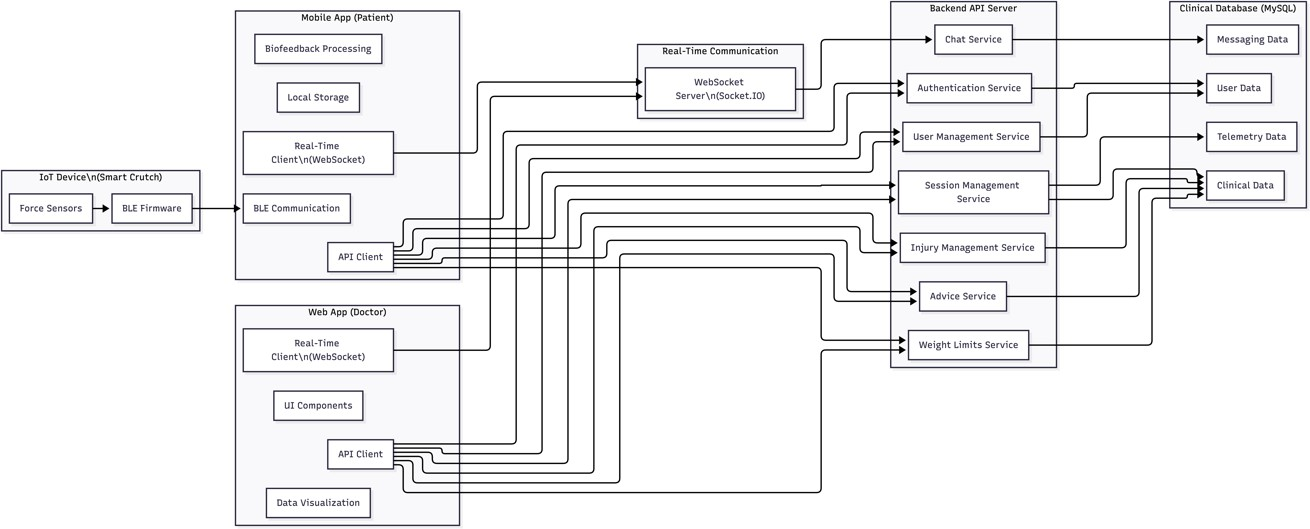 IoT Device\n(Smart Crutch)
Force Sensors
BLE Firmware
Mobile App (Patient)
Biofeedback Processing
Local Storage
Real-Time
Client\n(WebSocket)
BLE Communication
API Client
Web App (Doctor)
Real-Time
Client\n(WebSocket)
UI Components
API Client
Data Visualization
Real-Time Communication
WebSocket
Server\n(Socket.IO)
Backend API Server
Chat Service
Authentication Service
User Management Service
Session Management
Service
Injury Management Service
Advice Service
Weight Limits Service
Clinical Database (MySQL)
Messaging Data
User Data
Telemetry Data
Clinical Data